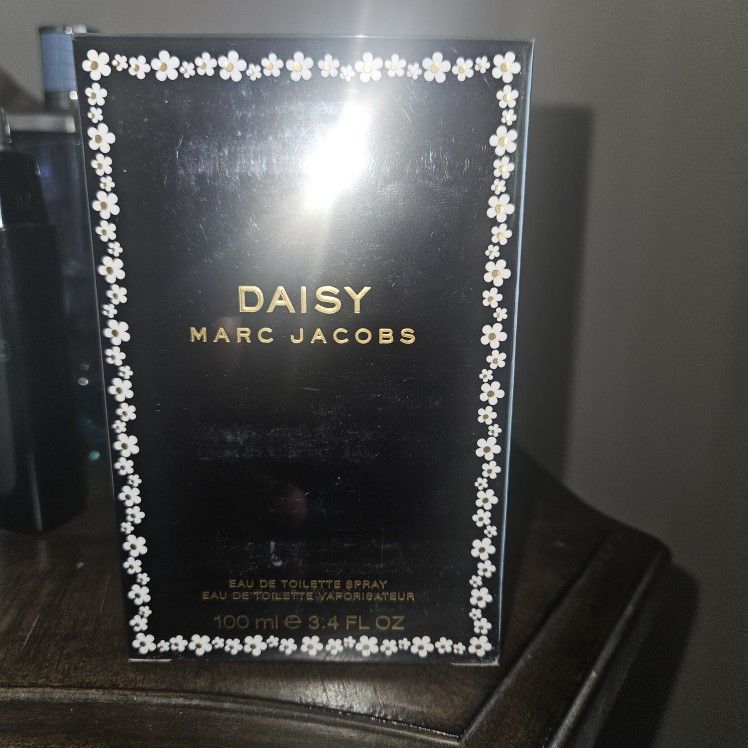 DAISY
MARC JACOBS
EAU DE TOILETTE SPRAY
EAU DE TOILETTE VAPORISATEUR
100 ml ℮ 3.4 FL OZ